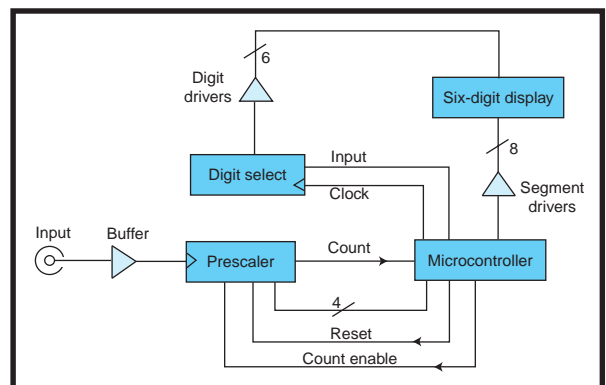 6
Digit
drivers
Six-digit display
8
Input
Digit select
Clock
Segment
drivers
Input
Buffer
Prescaler
Count
Microcontroller
4
Reset
Count enable